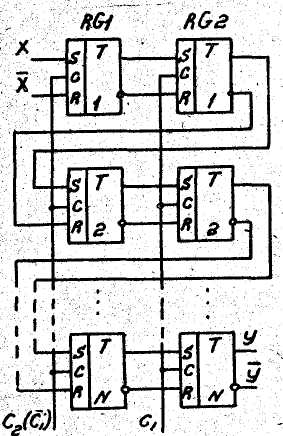 RG1 RG2
X S T S T
C C
X̅ R 1 R 1
S T S T
C C
R 2 R 2
S T S T y
C C
R N R N y̅
C₂(C̅₁) C₁